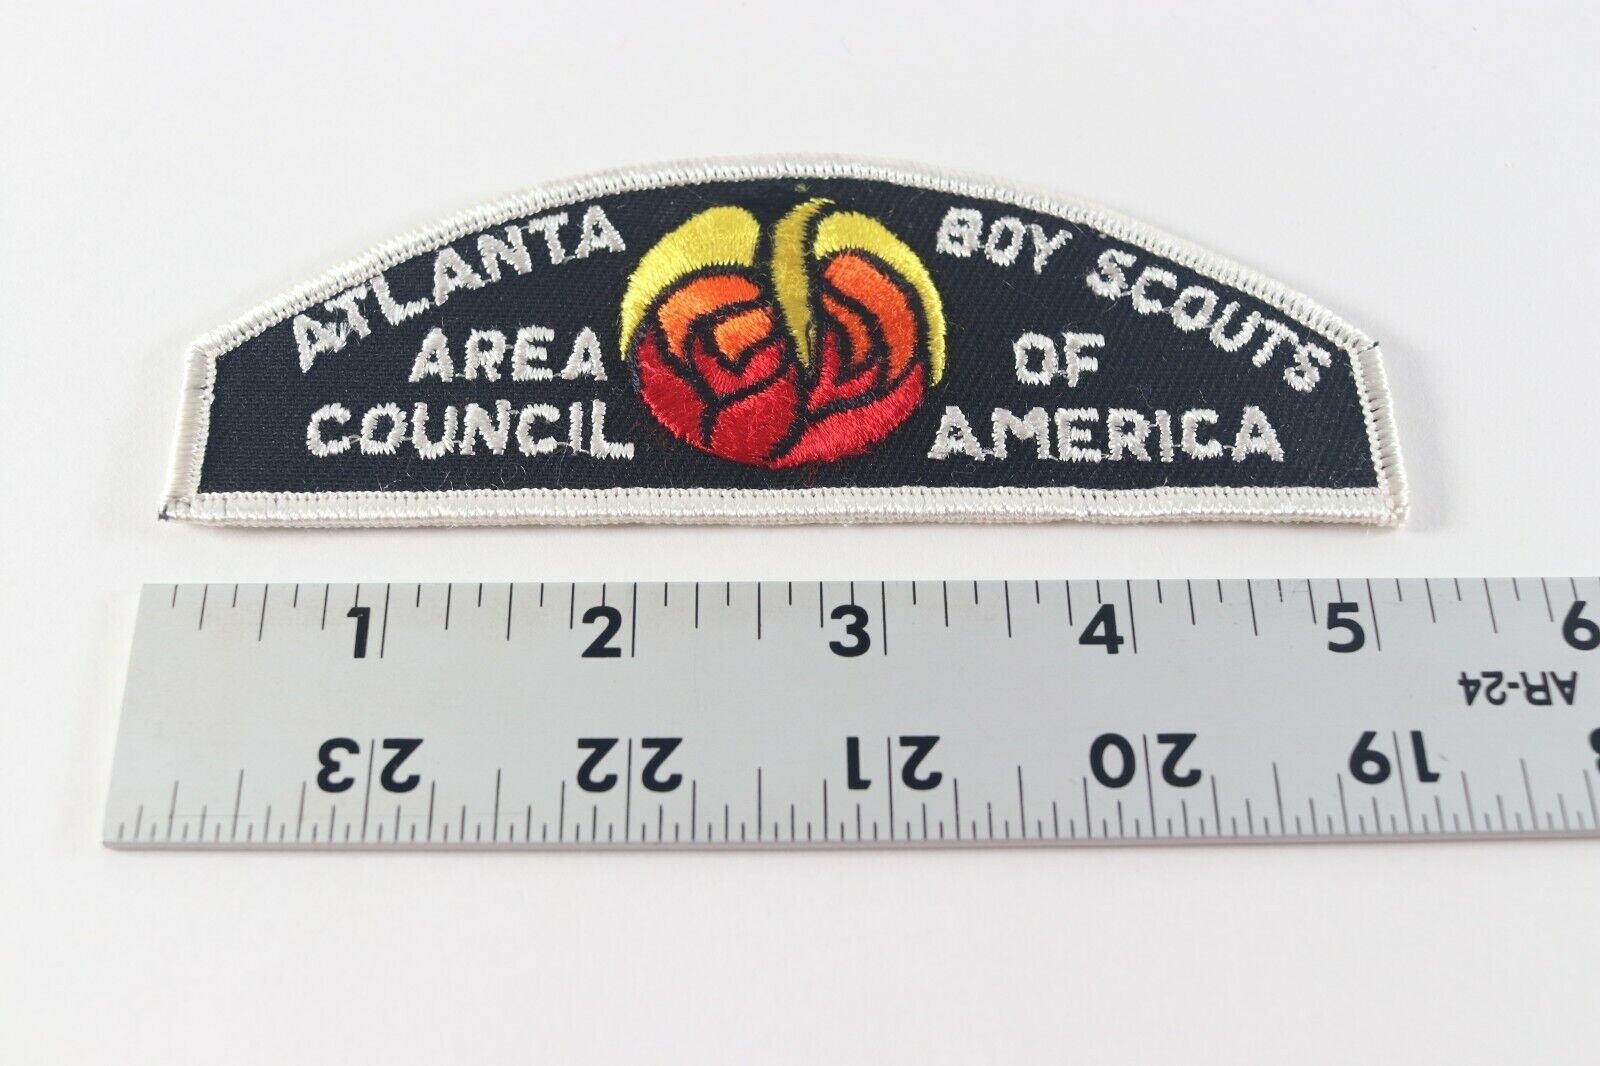 ATLANTA BOY SCOUTS
AREA OF
COUNCIL AMERICA
1 2 3 4 5 6
AR-24
23 22 21 20 19